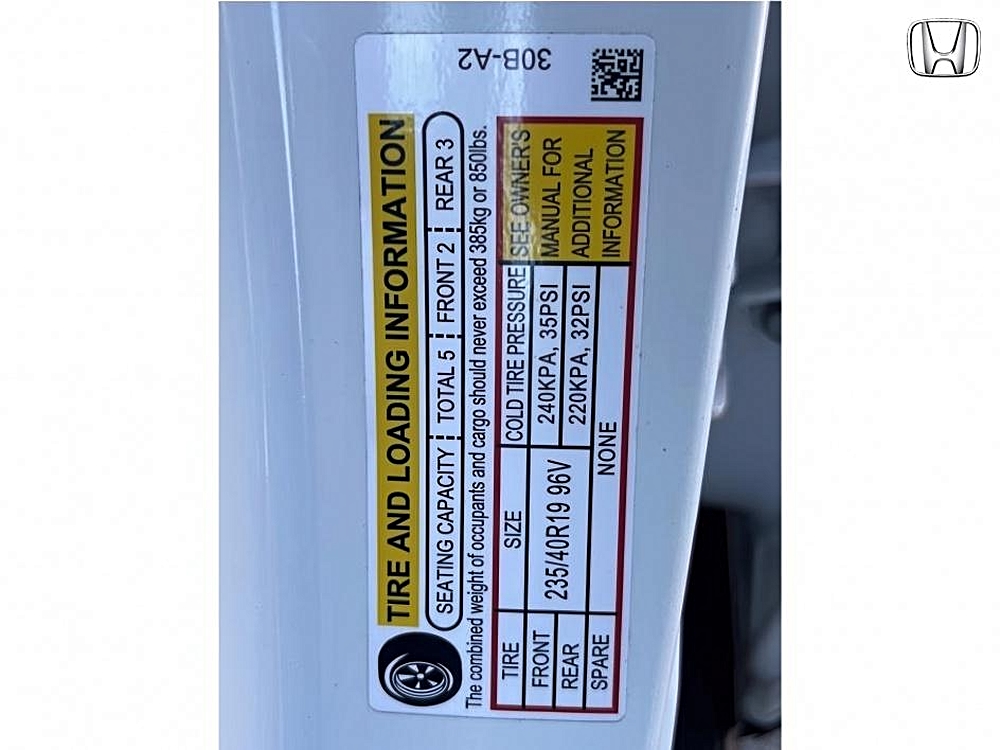 30B-A2
TIRE AND LOADING INFORMATION
SEATING CAPACITY TOTAL 5 FRONT 2 REAR 3
The combined weight of occupants and cargo should never exceed 385kg or 850lbs.
TIRE SIZE COLD TIRE PRESSURE
FRONT 235/40R19 96V 240KPA, 35PSI
REAR 220KPA, 32PSI
SPARE NONE
SEE OWNER'S
MANUAL FOR
ADDITIONAL
INFORMATION